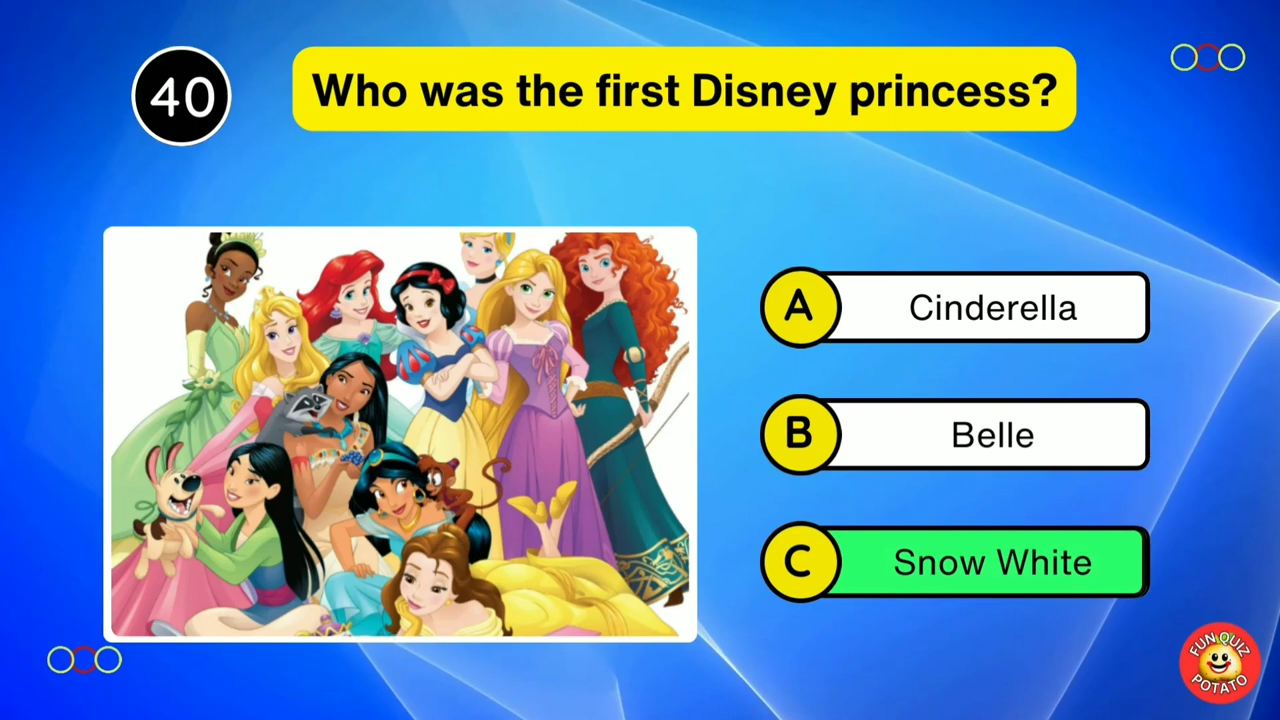 40
Who was the first Disney princess?
A
Cinderella
B
Belle
C
Snow White
FUN QUIZ
POTATO